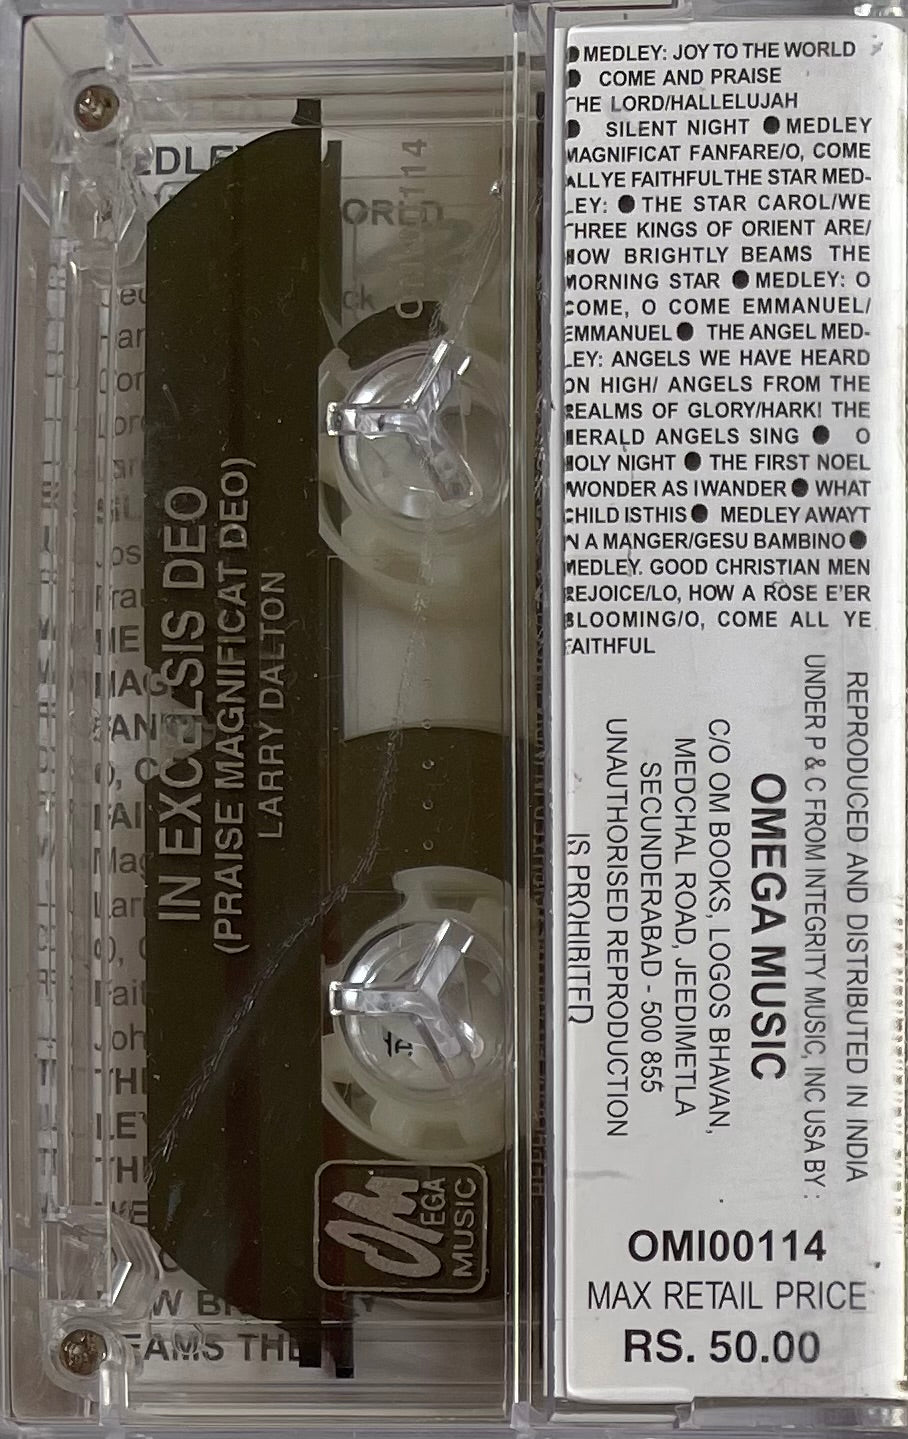 MEDLEY: JOY TO THE WORLD
COME AND PRAISE
THE LORD/HALLELUJAH
SILENT NIGHT ● MEDLEY
MAGNIFICAT FANFARE/O, COME
ALLYE FAITHFULTHE STAR MED-
LEY: ● THE STAR CAROL/WE
THREE KINGS OF ORIENT ARE/
HOW BRIGHTLY BEAMS THE
MORNING STAR ● MEDLEY: O
COME, O COME EMMANUEL/
EMMANUEL ● THE ANGEL MED-
LEY: ANGELS WE HAVE HEARD
ON HIGH/ ANGELS FROM THE
REALMS OF GLORY/HARK! THE
HERALD ANGELS SING ● O
HOLY NIGHT ● THE FIRST NOEL
WONDER AS IWANDER ● WHAT
CHILD ISTHIS ● MEDLEY AWAYT
N A MANGER/GESU BAMBINO ●
MEDLEY. GOOD CHRISTIAN MEN
REJOICE/LO, HOW A ROSE E'ER
BLOOMING/O, COME ALL YE
FAITHFUL
REPRODUCED AND DISTRIBUTED IN INDIA
UNDER P & C FROM INTEGRITY MUSIC, INC USA BY :
OMEGA MUSIC
C/O OM BOOKS, LOGOS BHAVAN,
MEDCHAL ROAD, JEEDIMETLA
SECUNDERABAD - 500 855
UNAUTHORISED REPRODUCTION
IS PROHIBITED
OMI00114
MAX RETAIL PRICE
RS. 50.00
IN EXCELSIS DEO
(PRAISE MAGNIFICAT DEO)
LARRY DALTON
OMEGA
MUSIC